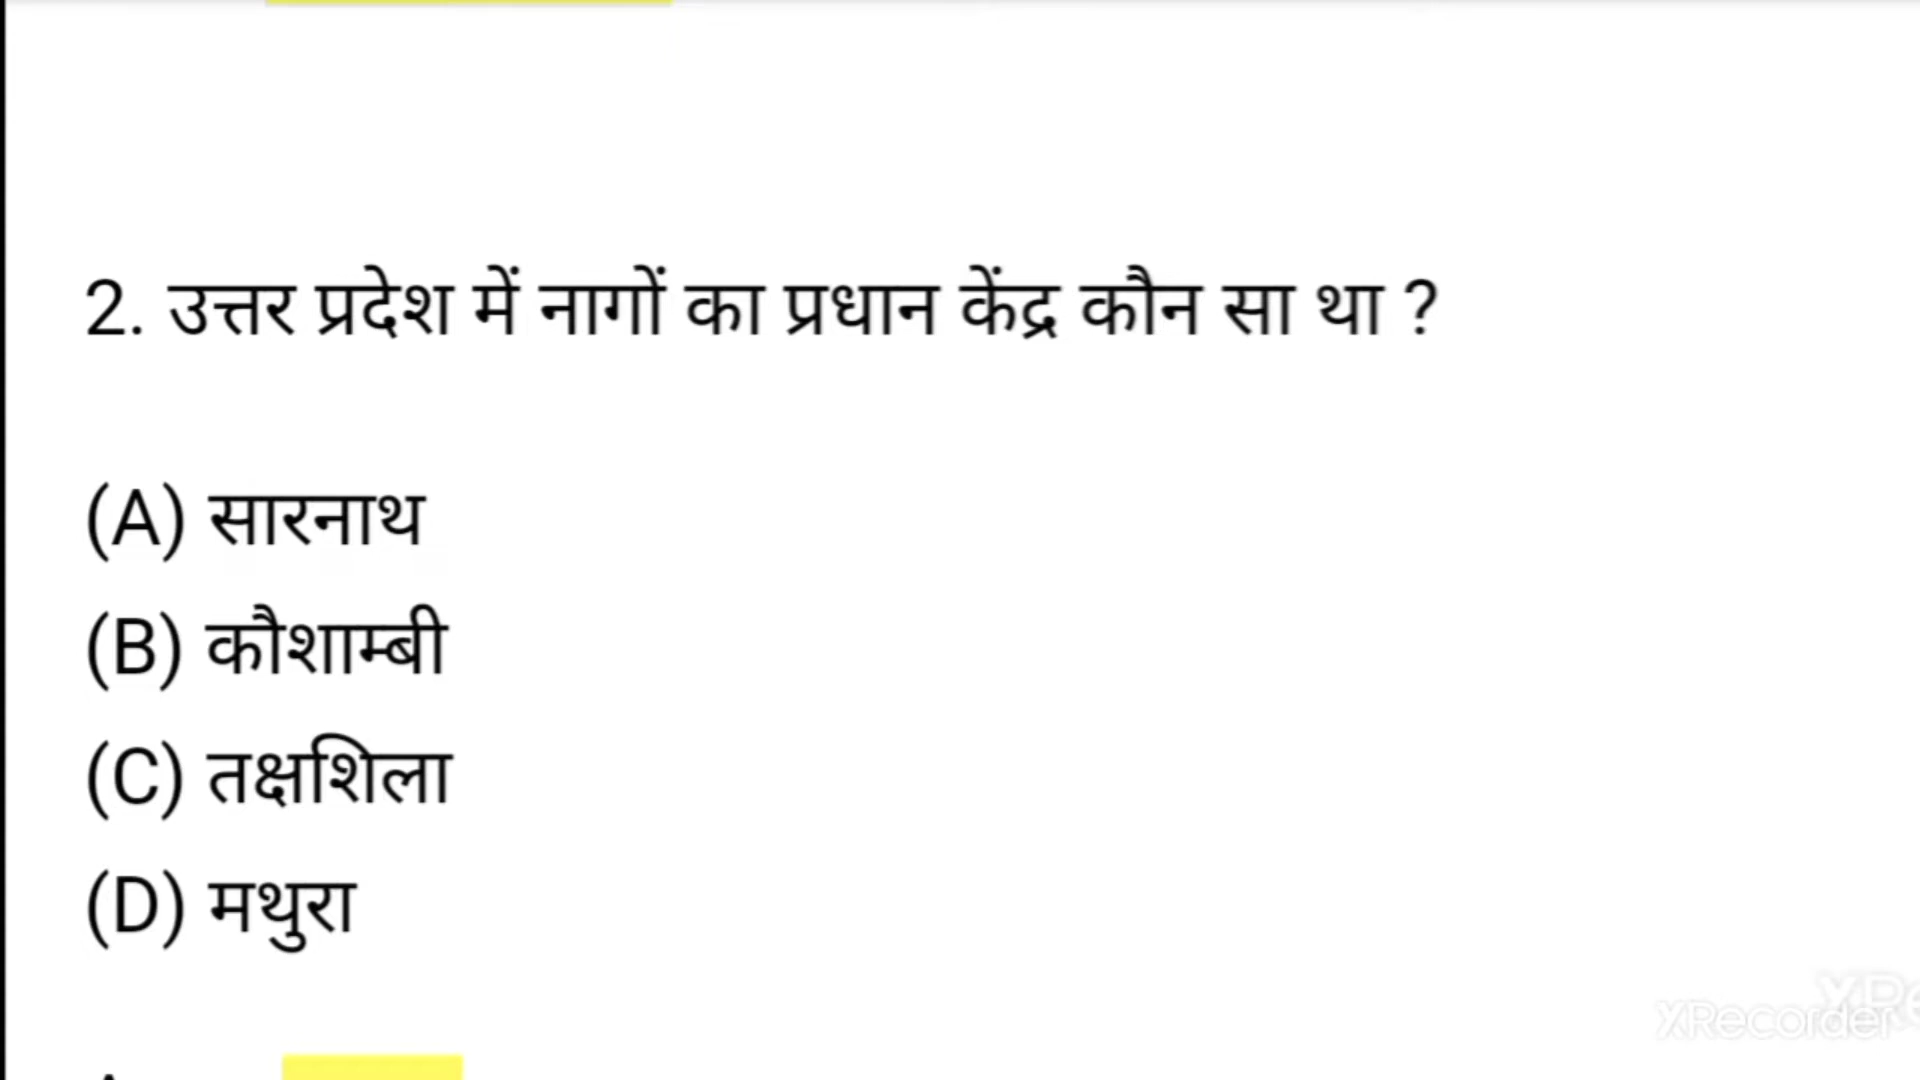 2. उत्तर प्रदेश में नागों का प्रधान केंद्र कौन सा था ?
(A) सारनाथ
(B) कौशाम्बी
(C) तक्षशिला
(D) मथुरा
XRecorder